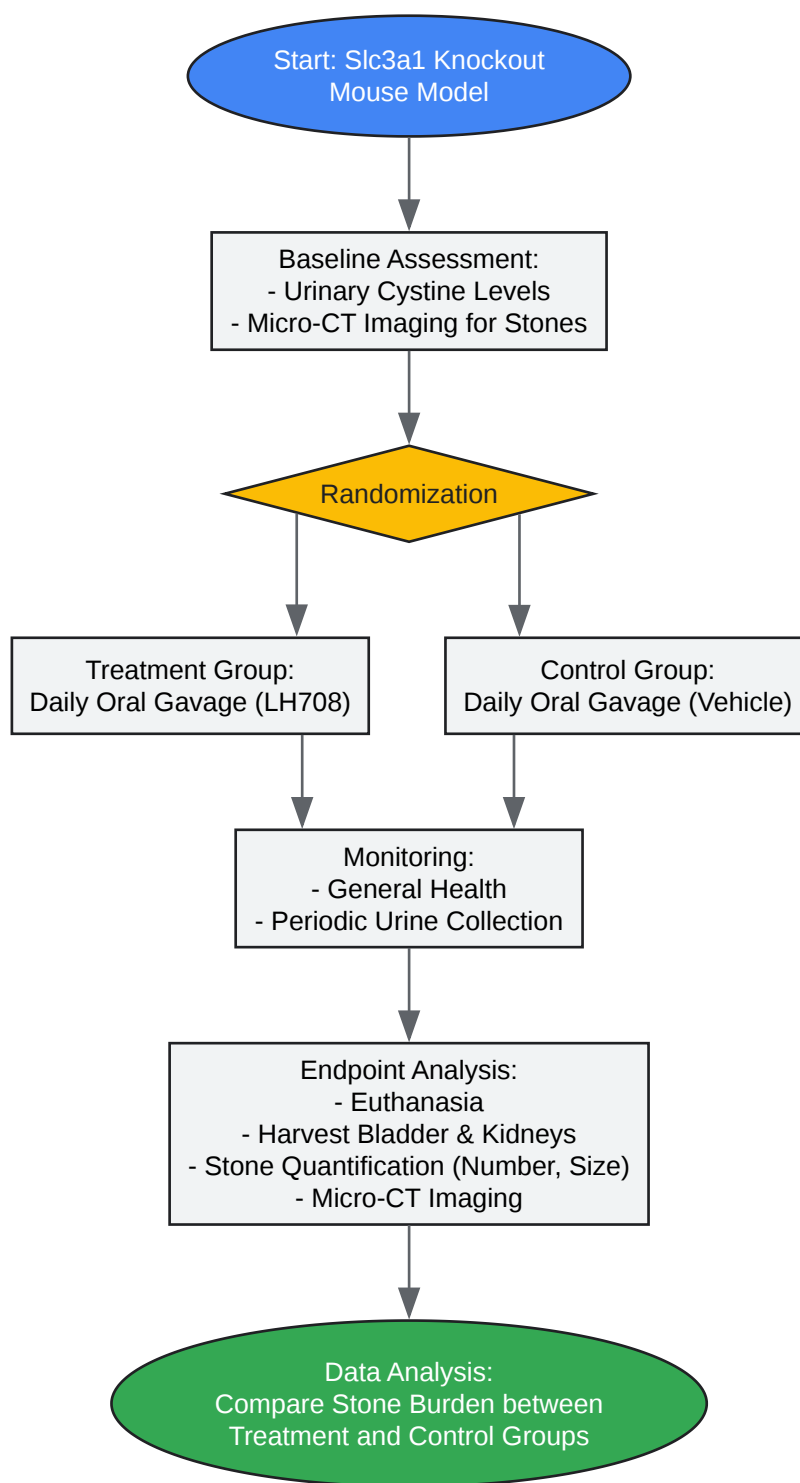 Start: Slc3a1 Knockout
Mouse Model
Baseline Assessment:
- Urinary Cystine Levels
- Micro-CT Imaging for Stones
Randomization
Treatment Group:
Daily Oral Gavage (LH708)
Control Group:
Daily Oral Gavage (Vehicle)
Monitoring:
- General Health
- Periodic Urine Collection
Endpoint Analysis:
- Euthanasia
- Harvest Bladder & Kidneys
- Stone Quantification (Number, Size)
- Micro-CT Imaging
Data Analysis:
Compare Stone Burden between
Treatment and Control Groups